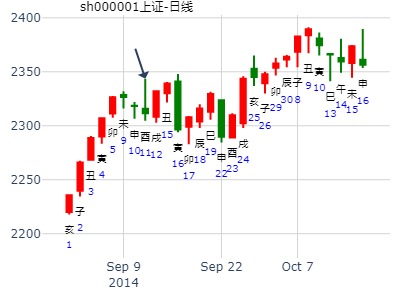 sh000001上证-日线
2400
2350
2300
2250
2200
亥
1
子
2
丑
3
寅
4
卯
5
未
9
申
10
酉
11
戌
12
丑
15
寅
16
卯
17
辰
18
巳
19
申
22
酉
23
戌
24
亥
25
子
26
卯
29
辰
30
子
8
丑
9
寅
10
巳
13
午
14
未
15
申
16
Sep 9
2014
Sep 22
Oct 7